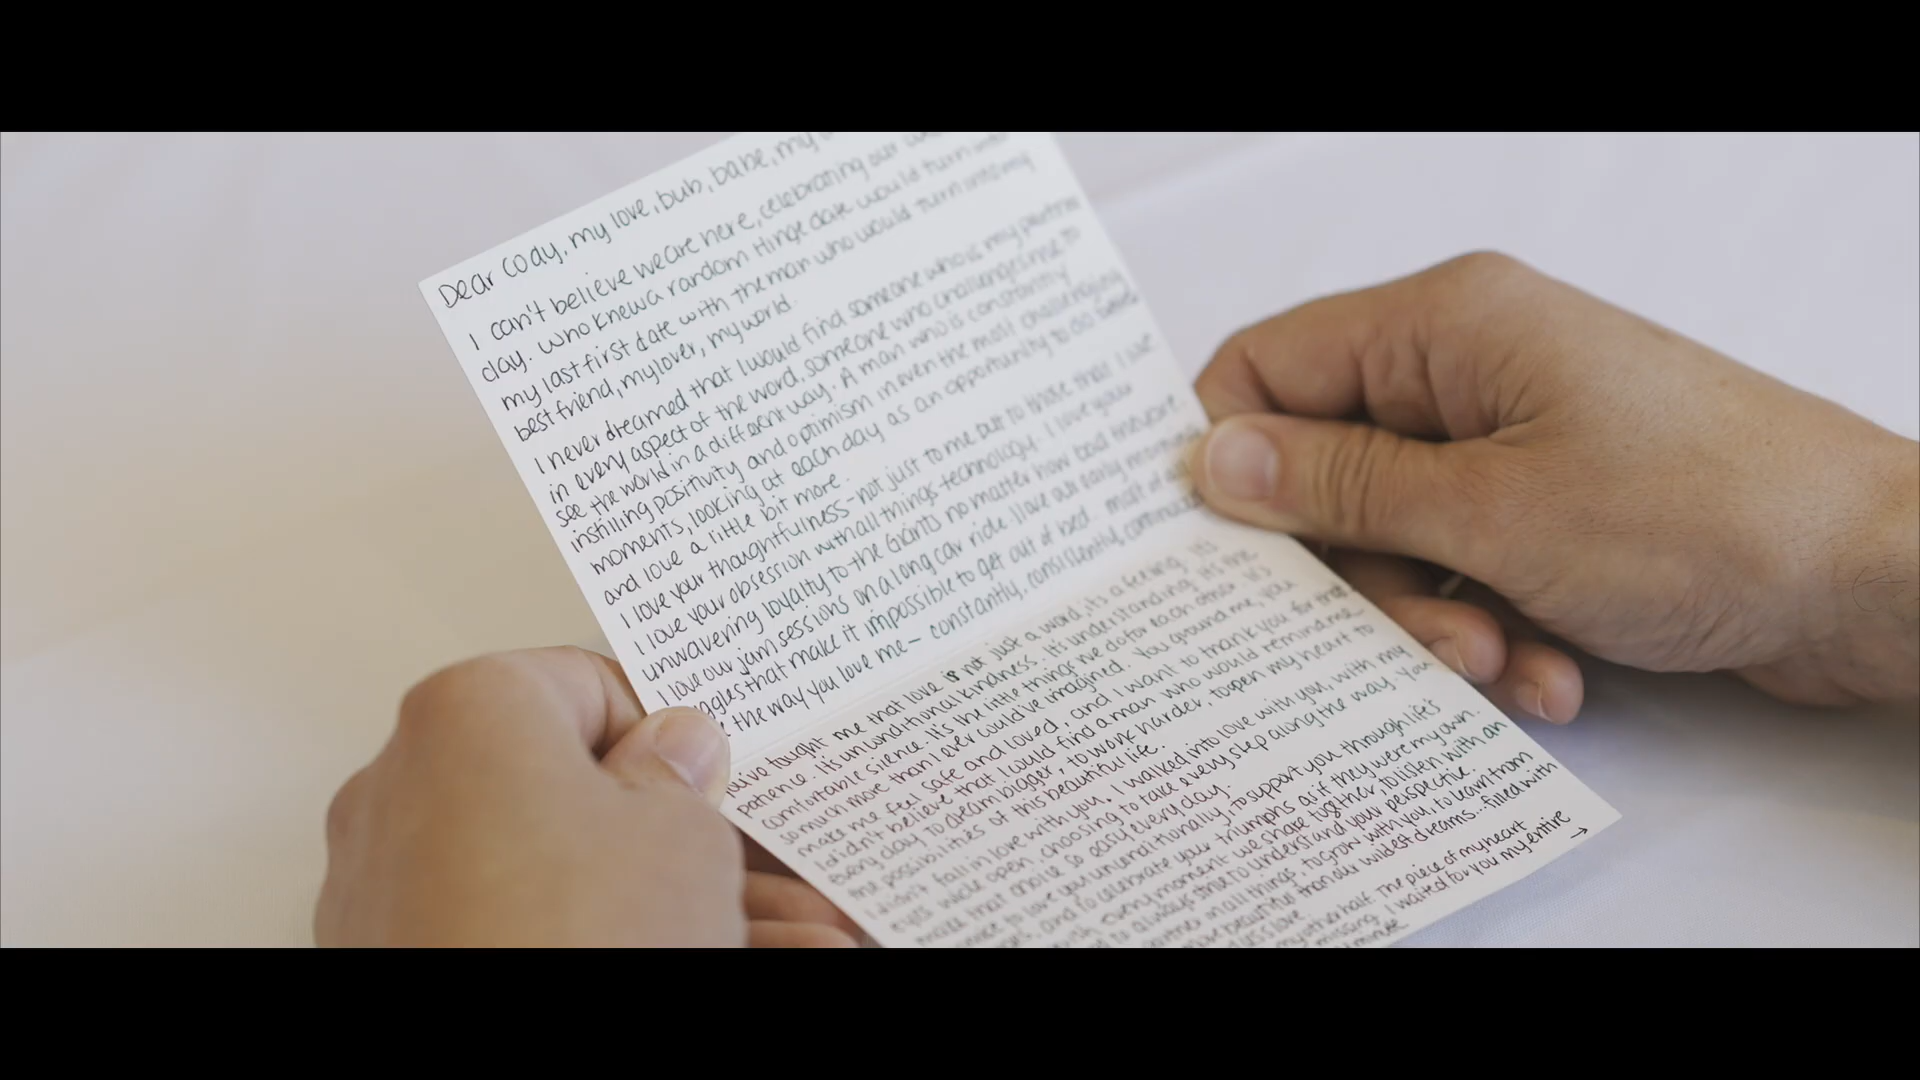 Dear Coday, my love, bub, babe, my
I can't believe we are here, celebrating our
day. Who knew a random Hinge date would turn into
my last first date with the man who would turn into my
best friend, my lover, my world.
I never dreamed that I would find someone who is my partner
in every aspect of the word, someone who challenges me to
see the world in a different way. A man who is constantly
instilling positivity and optimism in even the most challenging
moments, looking at each day as an opportunity to do better
and love a little bit more.
I love your thoughtfulness - not just to me but to those that
I love your obsession with all things technology. I love your
unwavering loyalty to the Giants no matter how bad they are.
I love our jam sessions on a long car ride. I love our early morning
that make it impossible to get out of bed. most of all
the way you love me - constantly, consistently,
You've taught me that love is not just a word, its a feeling. It's
patience. It's unconditional kindness. It's understanding. It's the
comfortable silence. It's the little things we do for each other. It's
so much more than I ever could've imagined. You ground me, you
make me feel safe and loved, and I want to thank you for that.
I didn't believe that I would find a man who would remind me
every day to dream bigger, to work harder, to open my heart to
the possibilities of this beautiful life.
I didn't fall in love with you, I walked into love with you, with my
eyes wide open, choosing to take every step along the way. You
make that choice so easy every day.
to love you unconditionally, to support you through life's
and to celebrate your triumphs as if they were my own.
every moment we share together, to listen with an
to always strive to understand your perspective.
partner in all things, to grow with you, to learn from
beautiful than our wildest dreams... filled with
love
my other half. The piece of my heart
missing. I waited for you my entire
minute →